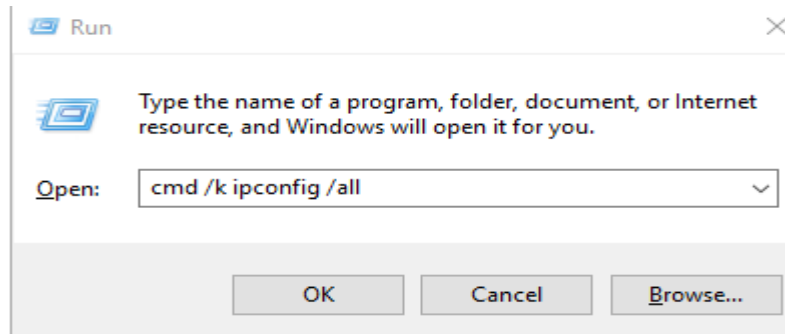 Run
Type the name of a program, folder, document, or Internet
resource, and Windows will open it for you.
Open: cmd /k ipconfig /all
OK Cancel Browse...